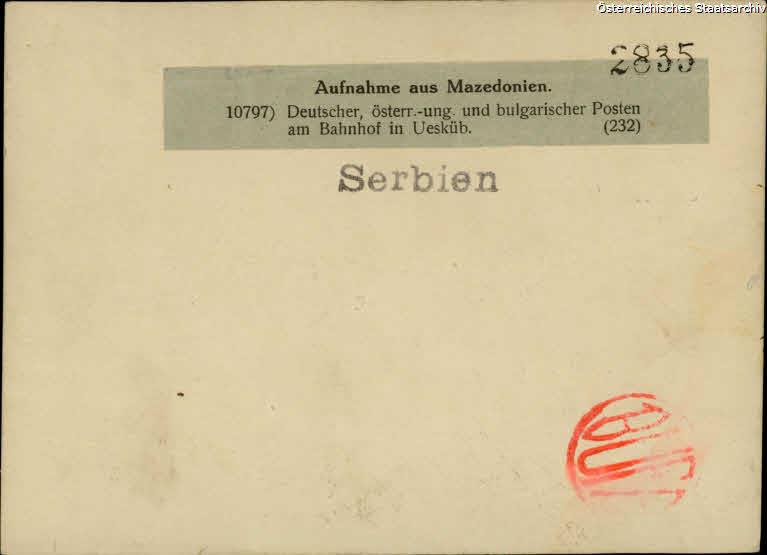 Österreichisches Staatsarchiv
2835
Aufnahme aus Mazedonien.
10797) Deutscher, österr.-ung. und bulgarischer Posten
am Bahnhof in Uesküb. (232)
Serbien